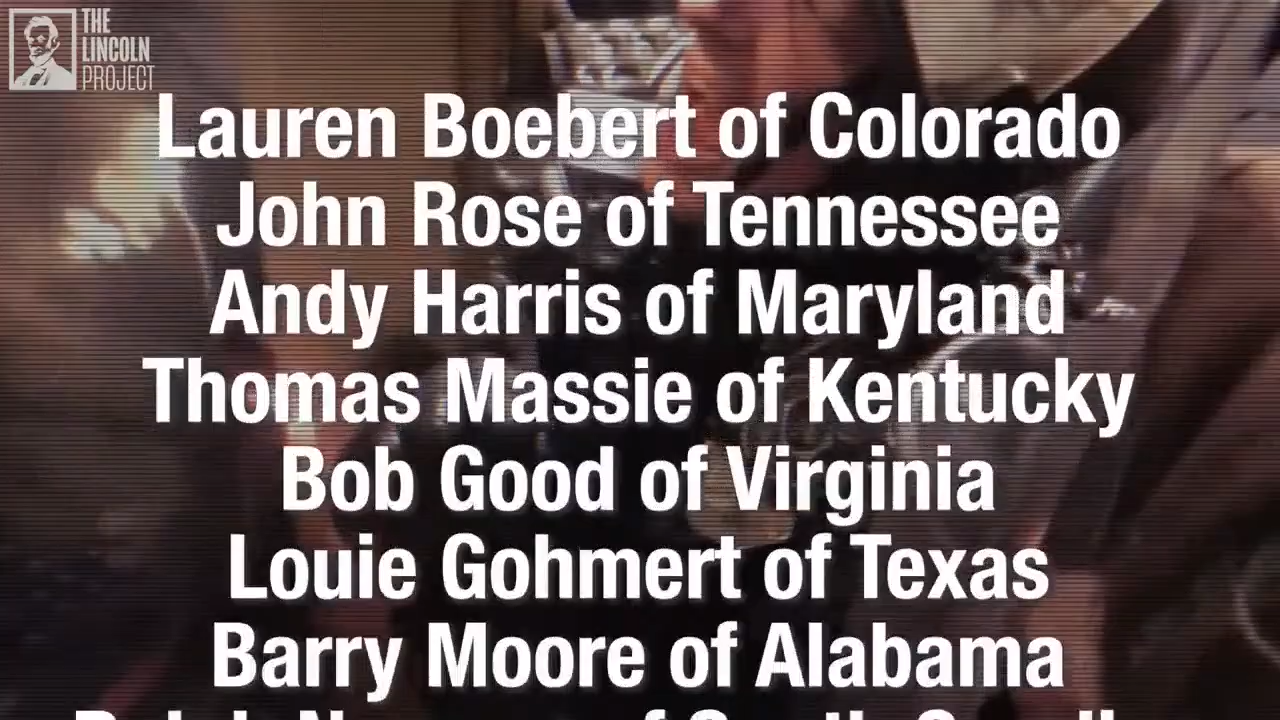 THE
LINCOLN
PROJECT
Lauren Boebert of Colorado
John Rose of Tennessee
Andy Harris of Maryland
Thomas Massie of Kentucky
Bob Good of Virginia
Louie Gohmert of Texas
Barry Moore of Alabama